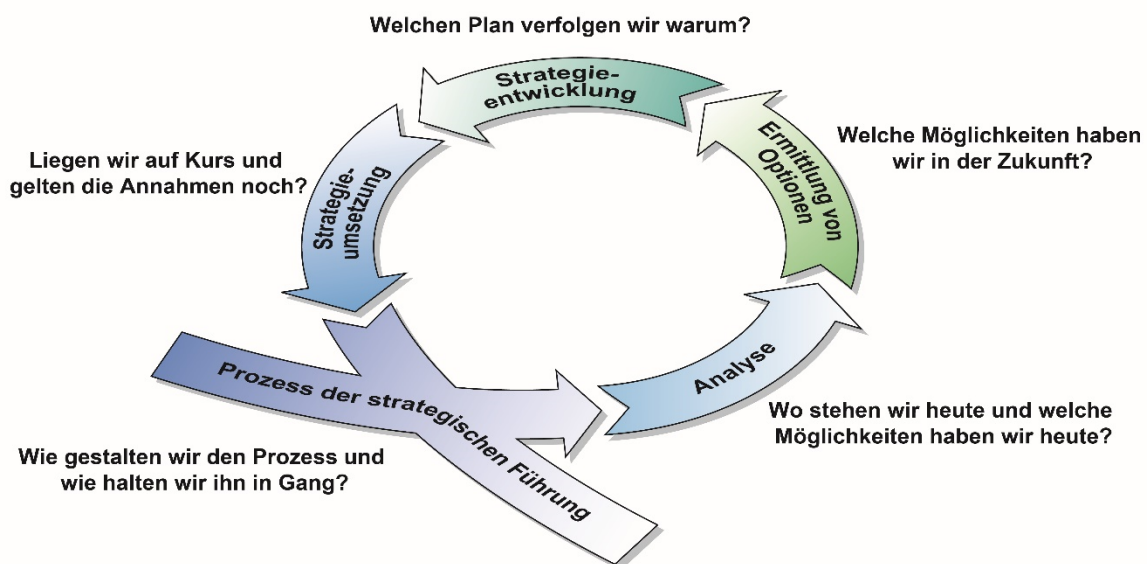 Welchen Plan verfolgen wir warum?
Strategie-
entwicklung
Ermittlung von
Optionen
Welche Möglichkeiten haben
wir in der Zukunft?
Liegen wir auf Kurs und
gelten die Annahmen noch?
Strategie-
umsetzung
Analyse
Prozess der strategischen Führung
Wo stehen wir heute und welche
Möglichkeiten haben wir heute?
Wie gestalten wir den Prozess und
wie halten wir ihn in Gang?